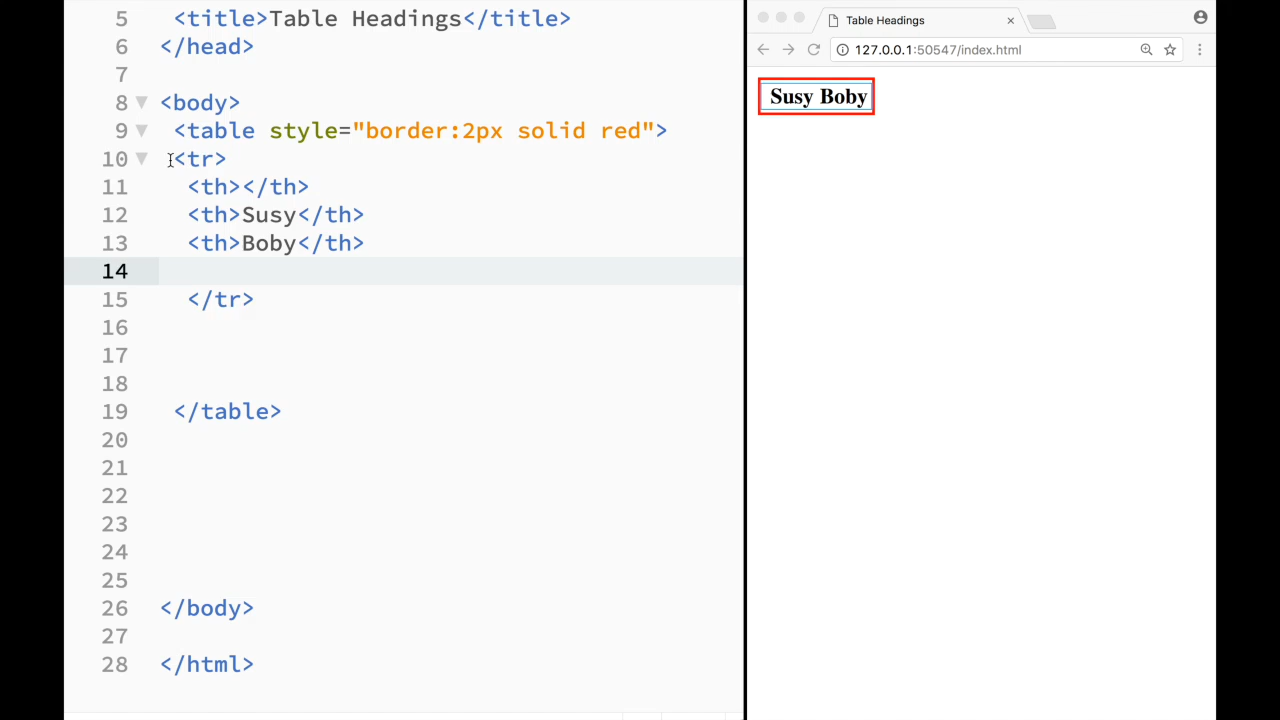 5 <title>Table Headings</title>
6 </head>
7
8 <body>
9 <table style="border:2px solid red">
10 <tr>
11 <th></th>
12 <th>Susy</th>
13 <th>Boby</th>
14
15 </tr>
16
17
18
19 </table>
20
21
22
23
24
25
26 </body>
27
28 </html>
Table Headings
127.0.0.1:50547/index.html
Susy Boby